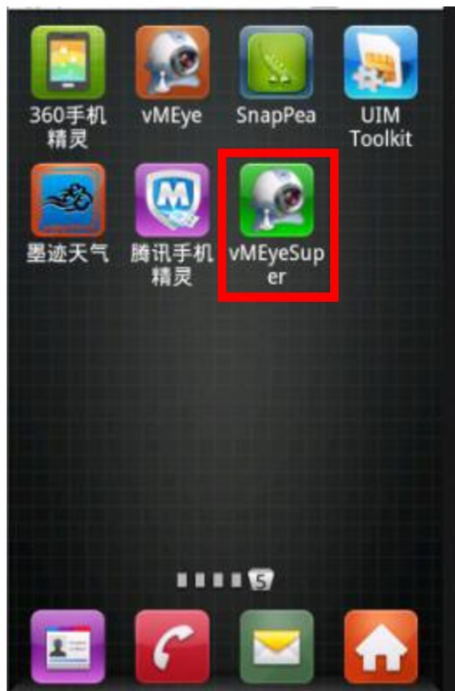 360手机
精灵
vMEye
SnapPea
UIM
Toolkit
墨迹天气
腾讯手机
精灵
vMEyeSup
er
5